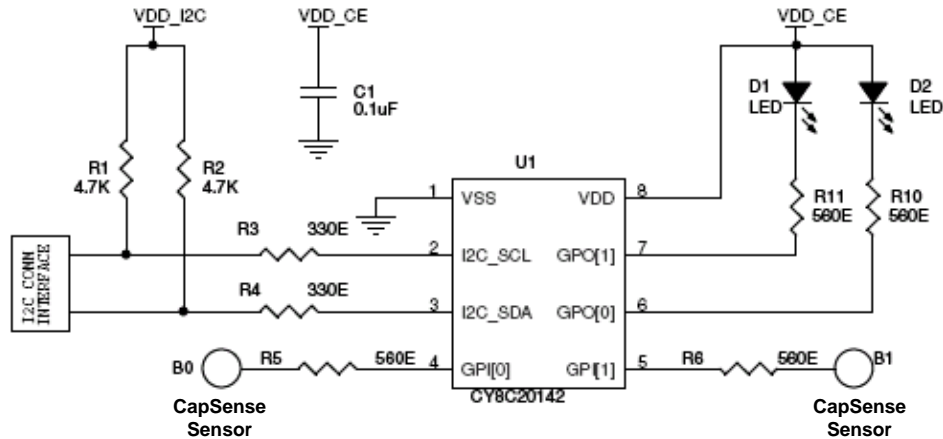 VDD_I2C
VDD_CE
VDD_CE
C1
0.1uF
D1
LED
D2
LED
R1
4.7K
R2
4.7K
U1
R11
560E
R10
560E
1
VSS
VDD
8
R3
330E
2
I2C_SCL
GPO[1]
7
I2C CONN
INTERFACE
R4
330E
3
I2C_SDA
GPO[0]
6
B0
R5
560E
4
GPI[0]
GPI[1]
5
R6
560E
B1
CY8C20142
CapSense
Sensor
CapSense
Sensor